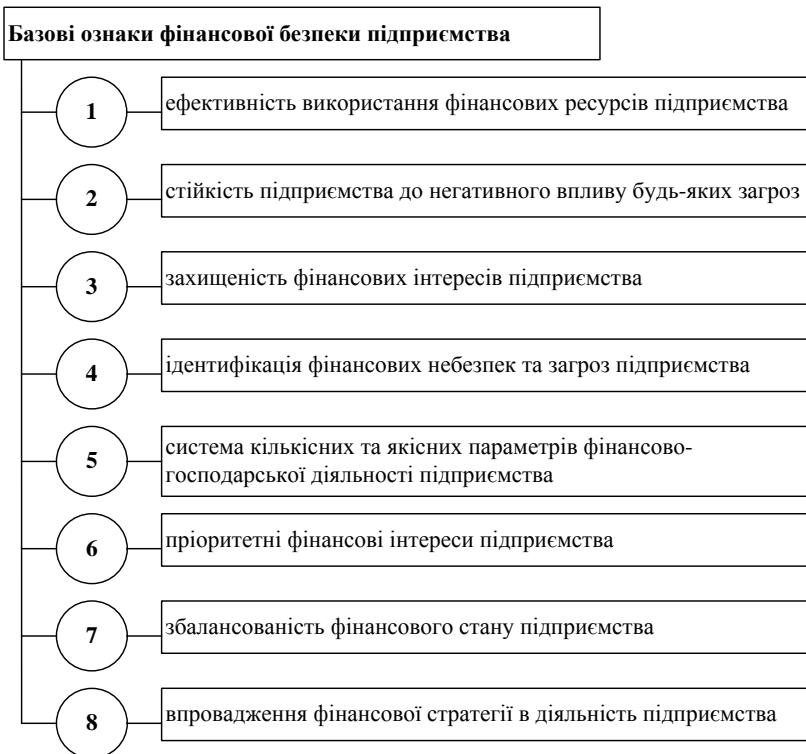 Базові ознаки фінансової безпеки підприємства
1
ефективність використання фінансових ресурсів підприємства
2
стійкість підприємства до негативного впливу будь-яких загроз
3
захищеність фінансових інтересів підприємства
4
ідентифікація фінансових небезпек та загроз підприємства
5
система кількісних та якісних параметрів фінансово-
господарської діяльності підприємства
6
пріоритетні фінансові інтереси підприємства
7
збалансованість фінансового стану підприємства
8
впровадження фінансової стратегії в діяльність підприємства